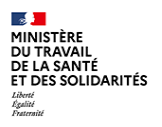 MINISTÈRE
DU TRAVAIL
DE LA SANTÉ
ET DES SOLIDARITÉS
Liberté
Égalité
Fraternité